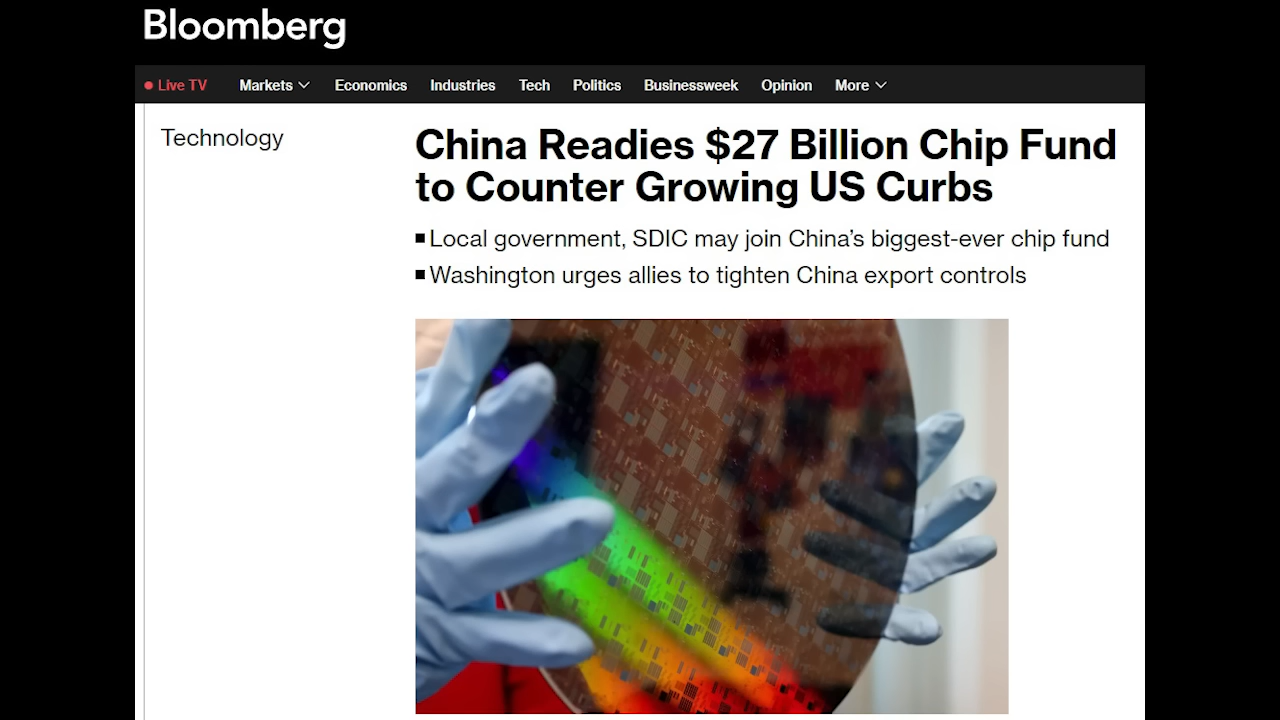 Bloomberg
Live TV Markets Economics Industries Tech Politics Businessweek Opinion More
Technology
China Readies $27 Billion Chip Fund
to Counter Growing US Curbs
Local government, SDIC may join China’s biggest-ever chip fund
Washington urges allies to tighten China export controls